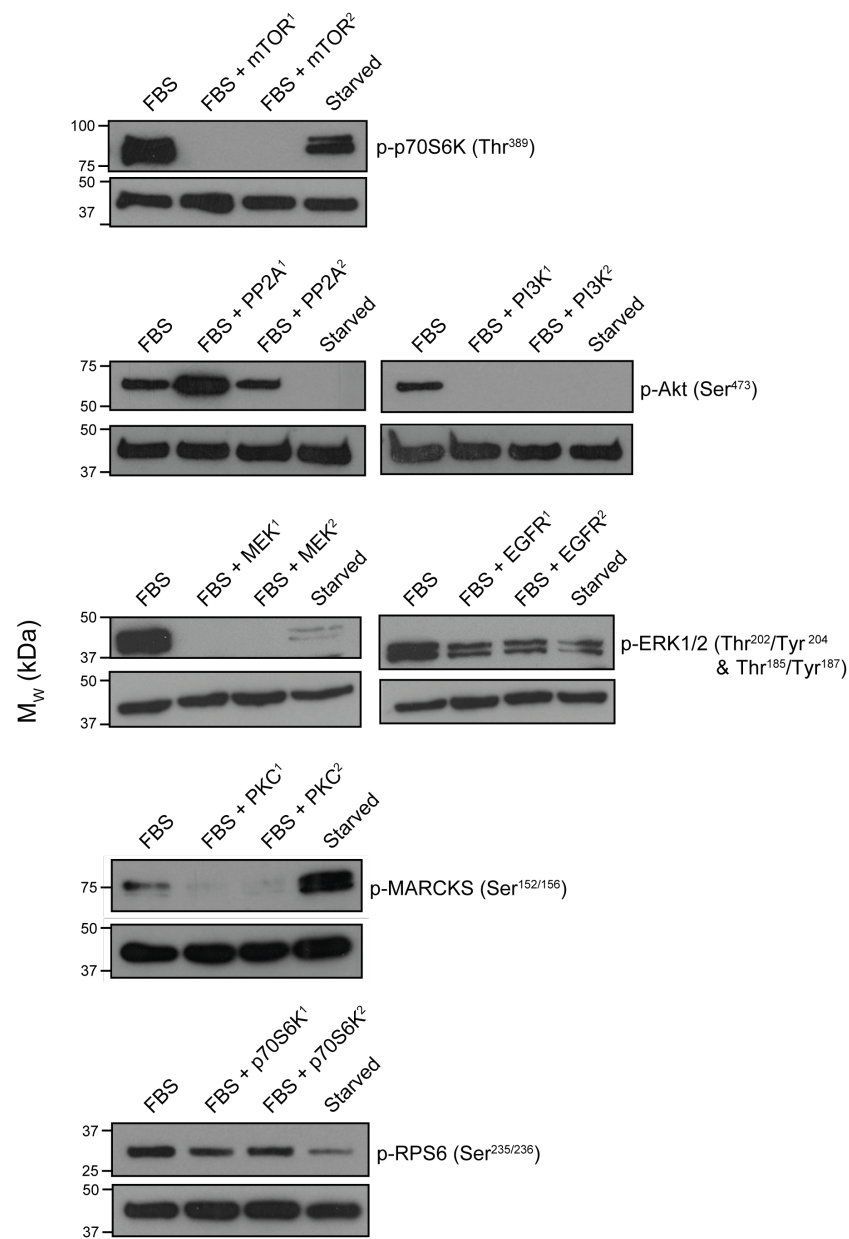 FBS
FBS + mTOR¹
FBS + mTOR²
Starved
100
75
p-p70S6K (Thr³⁸⁹)
50
37
FBS
FBS + PP2A¹
FBS + PP2A²
Starved
FBS
FBS + PI3K¹
FBS + PI3K²
Starved
75
50
p-Akt (Ser⁴⁷³)
50
37
FBS
FBS + MEK¹
FBS + MEK²
Starved
FBS
FBS + EGFR¹
FBS + EGFR²
Starved
50
37
p-ERK1/2 (Thr²⁰²/Tyr²⁰⁴
& Thr¹⁸⁵/Tyr¹⁸⁷)
50
37
M_W (kDa)
FBS
FBS + PKC¹
FBS + PKC²
Starved
75
p-MARCKS (Ser¹⁵²/¹⁵⁶)
50
37
FBS
FBS + p70S6K¹
FBS + p70S6K²
Starved
37
25
p-RPS6 (Ser²³⁵/²³⁶)
50
37